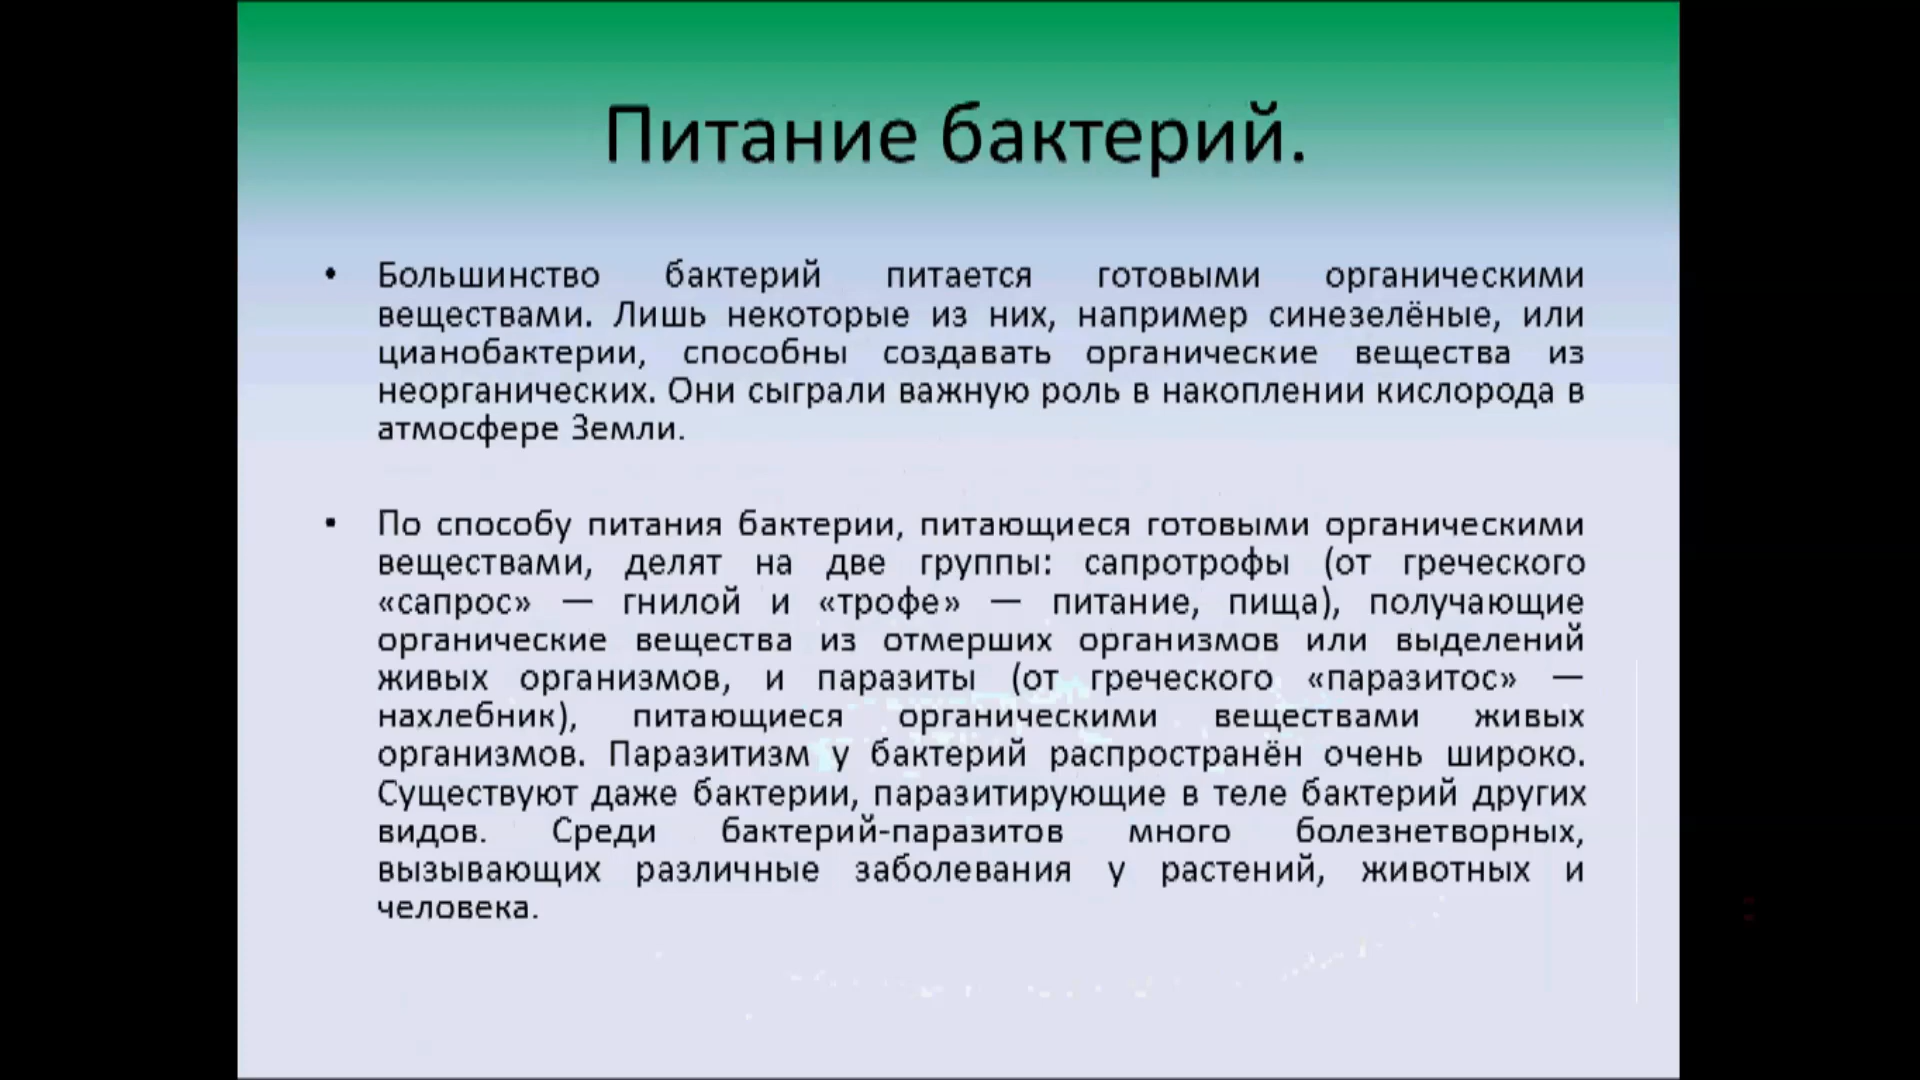 Питание бактерий.
• Большинство бактерий питается готовыми органическими
веществами. Лишь некоторые из них, например синезелёные, или
цианобактерии, способны создавать органические вещества из
неорганических. Они сыграли важную роль в накоплении кислорода в
атмосфере Земли.
• По способу питания бактерии, питающиеся готовыми органическими
веществами, делят на две группы: сапротрофы (от греческого
«сапрос» — гнилой и «трофе» — питание, пища), получающие
органические вещества из отмерших организмов или выделений
живых организмов, и паразиты (от греческого «паразитос» —
нахлебник), питающиеся органическими веществами живых
организмов. Паразитизм у бактерий распространён очень широко.
Существуют даже бактерии, паразитирующие в теле бактерий других
видов. Среди бактерий-паразитов много болезнетворных,
вызывающих различные заболевания у растений, животных и
человека.